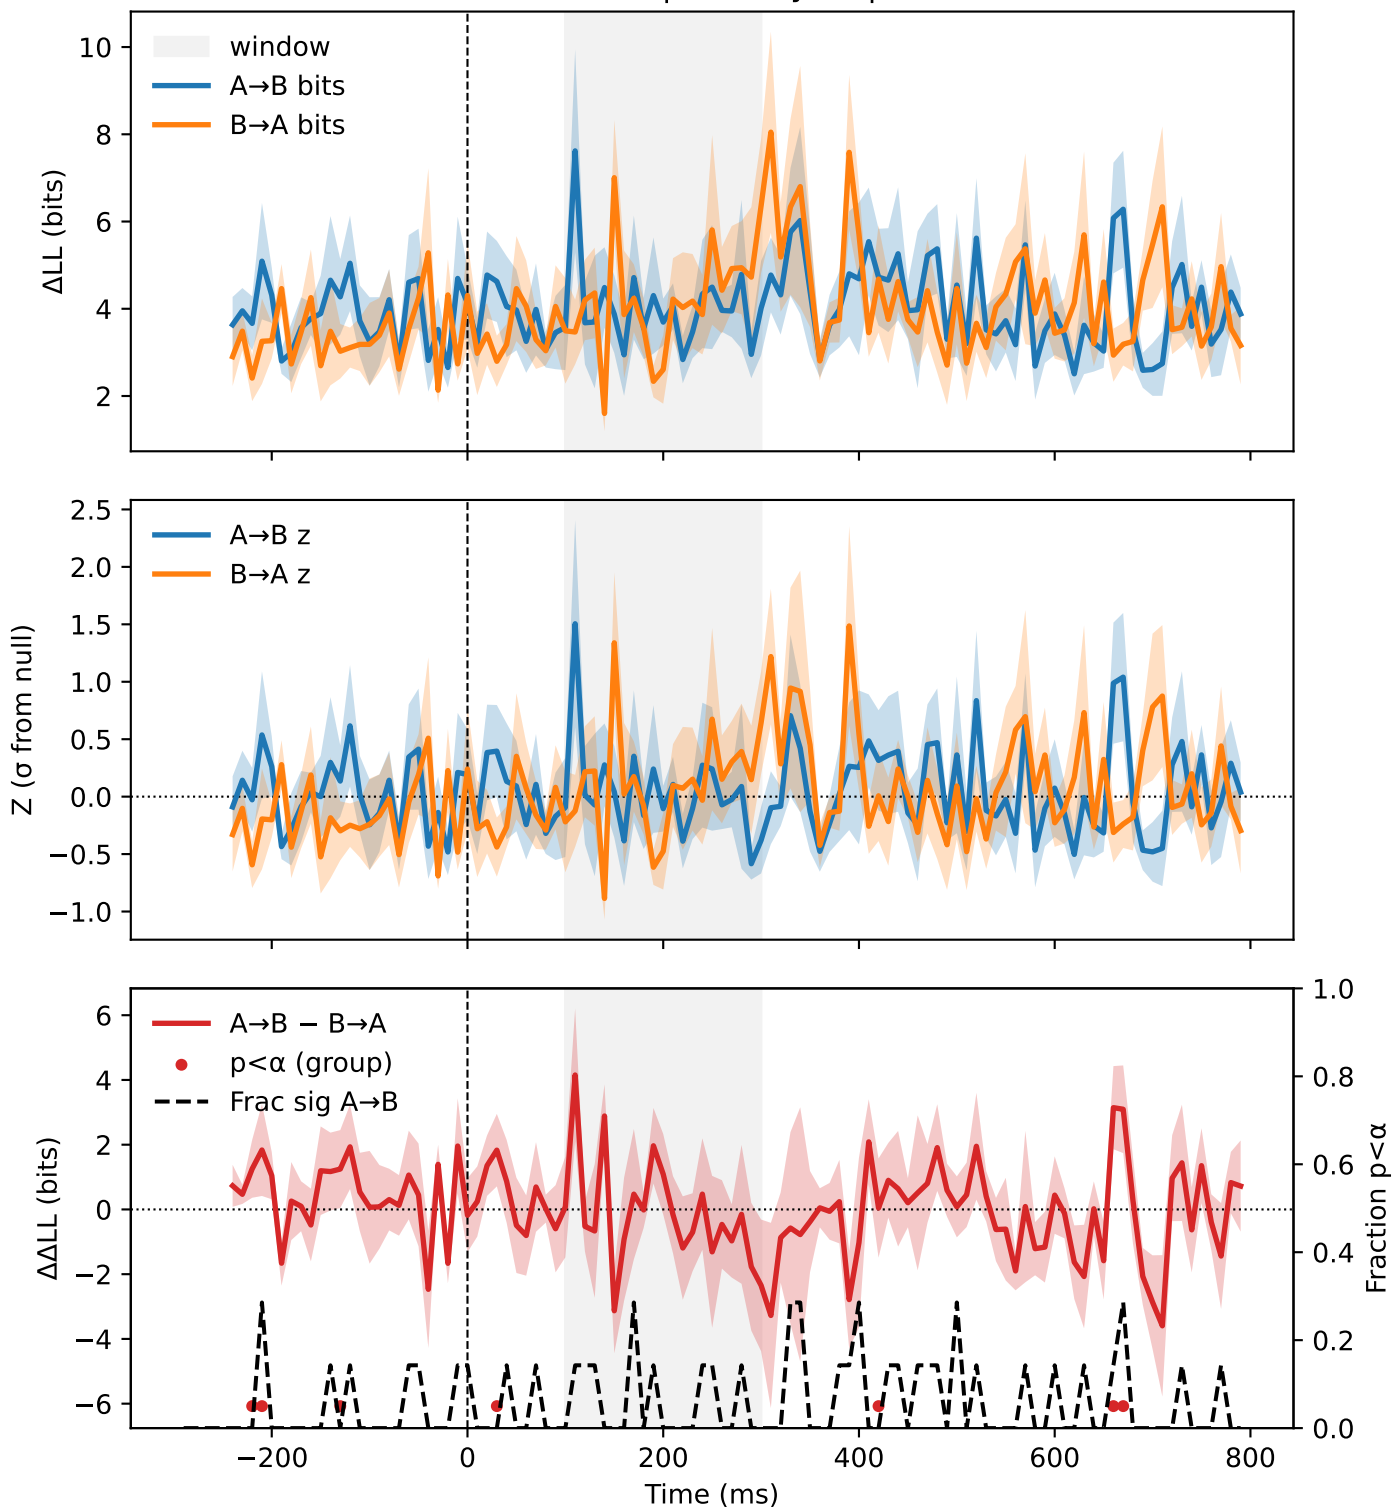 window
A→B bits
B→A bits
10
8
6
4
2
ΔLL (bits)
A→B z
B→A z
2.5
2.0
1.5
1.0
0.5
0.0
−0.5
−1.0
Z (σ from null)
A→B − B→A
p<α (group)
Frac sig A→B
6
4
2
0
−2
−4
−6
ΔΔLL (bits)
1.0
0.8
0.6
0.4
0.2
0.0
Fraction p<α
−200
0
200
400
600
800
Time (ms)